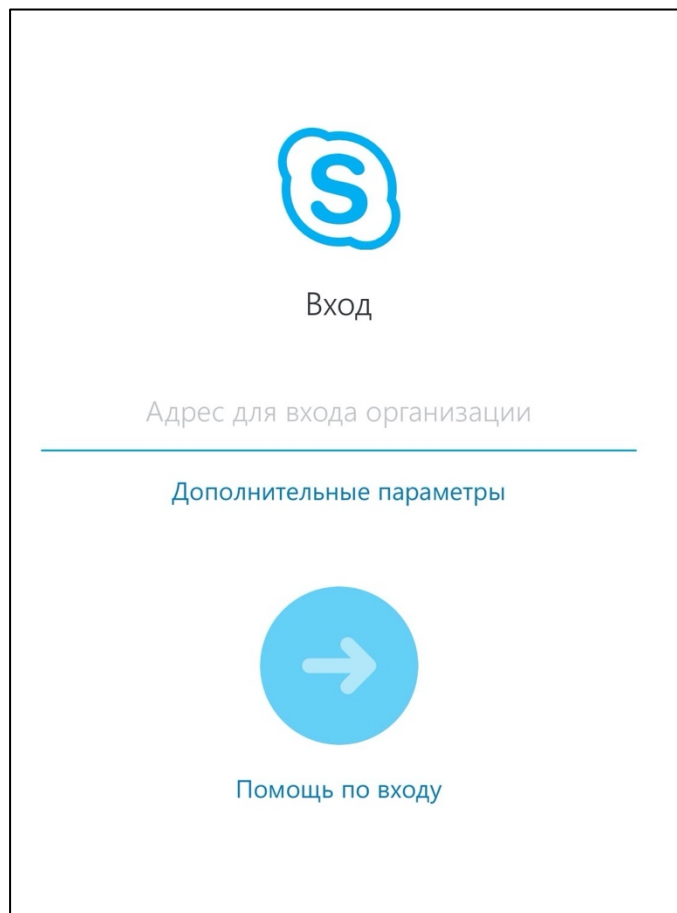 S
Вход
Адрес для входа организации
Дополнительные параметры
Помощь по входу